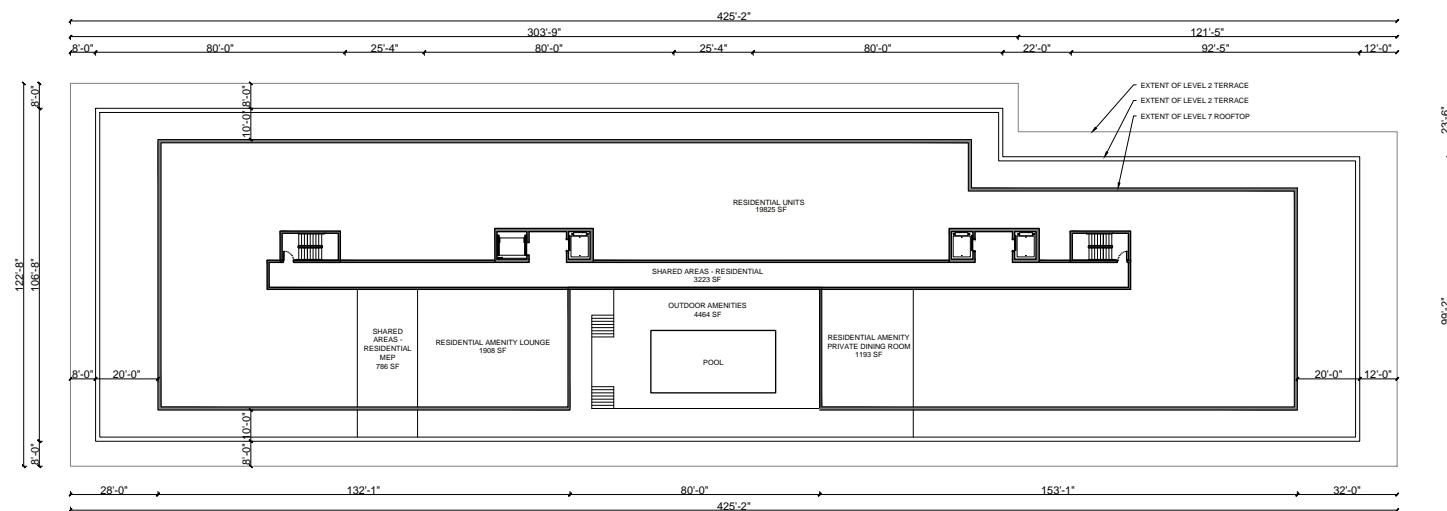 425'-2"
303'-9"
121'-5"
8'-0"
80'-0"
25'-4"
80'-0"
25'-4"
80'-0"
22'-0"
92'-5"
12'-0"
8'-0"
8'-0"
10'-0"
EXTENT OF LEVEL 2 TERRACE
EXTENT OF LEVEL 2 TERRACE
EXTENT OF LEVEL 7 ROOFTOP
23'-6"
RESIDENTIAL UNITS
19825 SF
122'-8"
106'-8"
SHARED AREAS - RESIDENTIAL
3223 SF
OUTDOOR AMENITIES
4464 SF
99'-2"
SHARED
AREAS -
RESIDENTIAL
MEP
786 SF
RESIDENTIAL AMENITY LOUNGE
1908 SF
POOL
RESIDENTIAL AMENITY
PRIVATE DINING ROOM
1193 SF
8'-0"
20'-0"
20'-0"
12'-0"
10'-0"
8'-0"
8'-0"
28'-0"
132'-1"
80'-0"
153'-1"
32'-0"
425'-2"